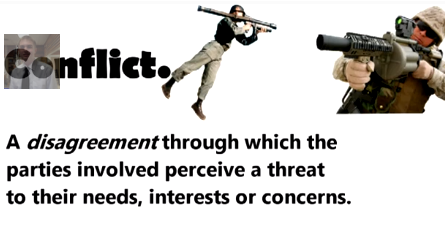 Conflict.
A disagreement through which the
parties involved perceive a threat
to their needs, interests or concerns.